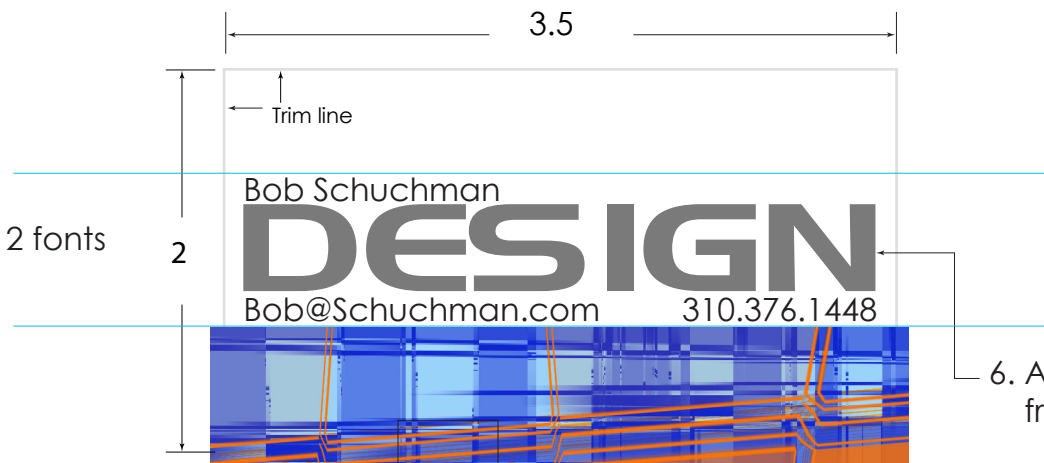 3.5
Trim line
Bob Schuchman
2 fonts
2
DESIGN
Bob@Schuchman.com 310.376.1448
6. A
fr